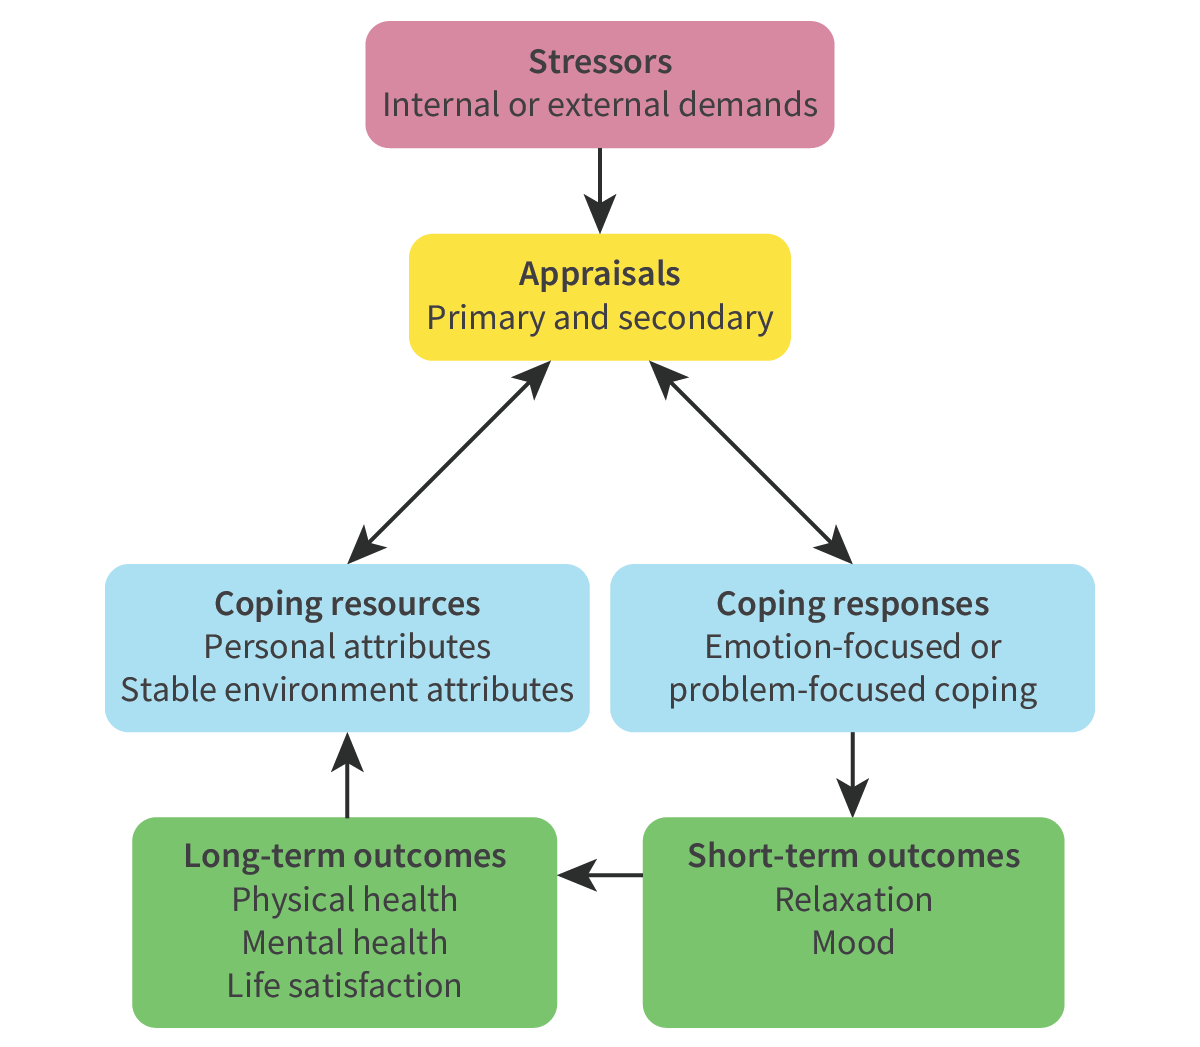 Stressors
Internal or external demands
Appraisals
Primary and secondary
Coping resources
Personal attributes
Stable environment attributes
Coping responses
Emotion-focused or
problem-focused coping
Long-term outcomes
Physical health
Mental health
Life satisfaction
Short-term outcomes
Relaxation
Mood